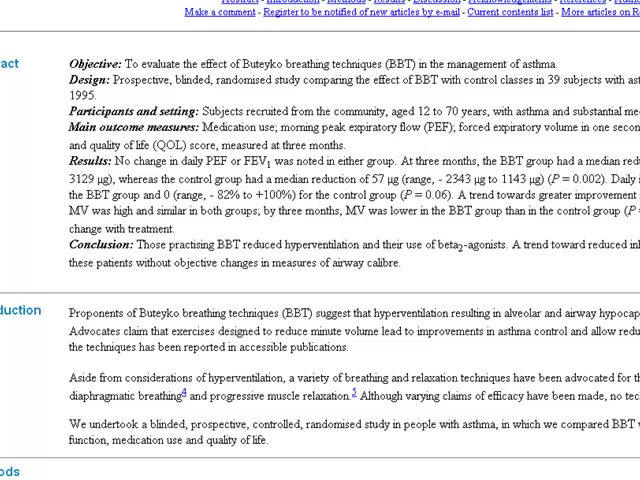 Abstract - Introduction - Methods - Results - Discussion - Acknowledgements - References -
Make a comment - Register to be notified of new articles by e-mail - Current contents list - More articles on
ract
Objective: To evaluate the effect of Buteyko breathing techniques (BBT) in the management of asthma.
Design: Prospective, blinded, randomised study comparing the effect of BBT with control classes in 39 subjects with
1995.
Participants and setting: Subjects recruited from the community, aged 12 to 70 years, with asthma and substantial
Main outcome measures: Medication use; morning peak expiratory flow (PEF); forced expiratory volume in one
and quality of life (QOL) score, measured at three months.
Results: No change in daily PEF or FEV1 was noted in either group. At three months, the BBT group had a median
3129 µg), whereas the control group had a median reduction of 57 µg (range, - 2343 µg to 1143 µg) (P = 0.002). Daily
the BBT group and 0 (range, - 82% to +100%) for the control group (P = 0.06). A trend towards greater improvement
MV was high and similar in both groups; by three months, MV was lower in the BBT group than in the control group (P
change with treatment.
Conclusion: Those practising BBT reduced hyperventilation and their use of beta2-agonists. A trend toward reduced
these patients without objective changes in measures of airway calibre.
duction
Proponents of Buteyko breathing techniques (BBT) suggest that hyperventilation resulting in alveolar and airway
Advocates claim that exercises designed to reduce minute volume lead to improvements in asthma control and allow
the techniques has been reported in accessible publications.
Aside from considerations of hyperventilation, a variety of breathing and relaxation techniques have been advocated for
diaphragmatic breathing4 and progressive muscle relaxation.5 Although varying claims of efficacy have been made, no
We undertook a blinded, prospective, controlled, randomised study in people with asthma, in which we compared BBT
function, medication use and quality of life.
ods